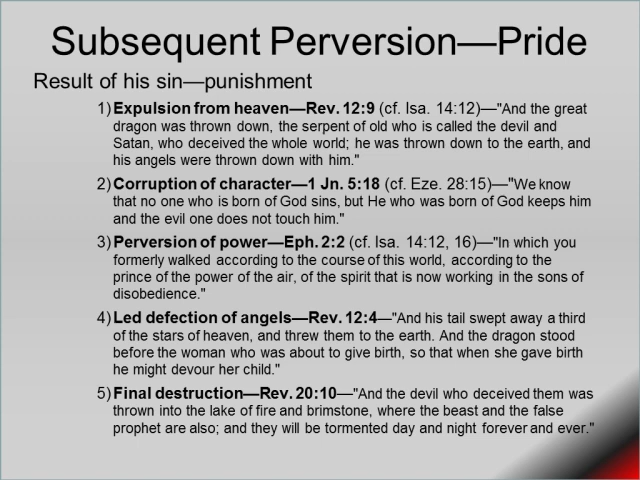 Subsequent Perversion—Pride
Result of his sin—punishment
1) Expulsion from heaven—Rev. 12:9 (cf. Isa. 14:12)—"And the great
dragon was thrown down, the serpent of old who is called the devil and
Satan, who deceived the whole world; he was thrown down to the earth, and
his angels were thrown down with him."
2) Corruption of character—1 Jn. 5:18 (cf. Eze. 28:15)—"We know
that no one who is born of God sins, but He who was born of God keeps him
and the evil one does not touch him."
3) Perversion of power—Eph. 2:2 (cf. Isa. 14:12, 16)—"In which you
formerly walked according to the course of this world, according to the
prince of the power of the air, of the spirit that is now working in the sons of
disobedience."
4) Led defection of angels—Rev. 12:4—"And his tail swept away a third
of the stars of heaven, and threw them to the earth. And the dragon stood
before the woman who was about to give birth, so that when she gave birth
he might devour her child."
5) Final destruction—Rev. 20:10—"And the devil who deceived them was
thrown into the lake of fire and brimstone, where the beast and the false
prophet are also; and they will be tormented day and night forever and ever."